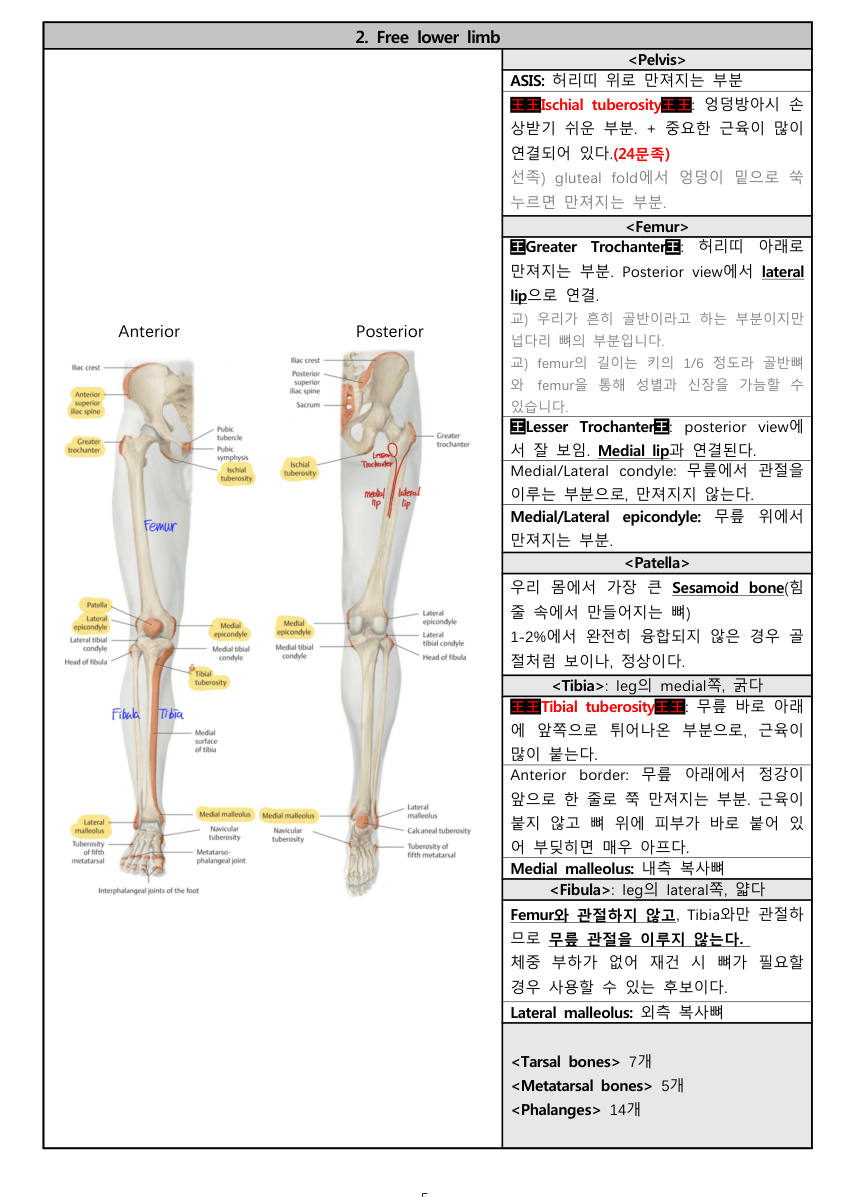 2. Free lower limb
Anterior
Posterior
Iliac crest
Anterior
superior
iliac spine
Greater
trochanter
Pubic
tubercle
Pubic
symphysis
Ischial
tuberosity
Femur
Patella
Lateral
epicondyle
Lateral tibial
condyle
Head of fibula
Medial
epicondyle
Medial tibial
condyle
Tibial
tuberosity
Fibula
Tibia
Medial
surface
of tibia
Lateral
malleolus
Tuberosity
of fifth
metatarsal
Medial malleolus
Navicular
tuberosity
Metatarso-
phalangeal joint
Interphalangeal joints of the foot
Iliac crest
Posterior
superior
iliac spine
Sacrum
Greater
trochanter
Ischial
tuberosity
Lesser
Trochanter
medial
lip
lateral
lip
Medial
epicondyle
Medial tibial
condyle
Lateral
epicondyle
Lateral
tibial condyle
Head of fibula
Medial malleolus
Navicular
tuberosity
Lateral
malleolus
Calcaneal tuberosity
Tuberosity of
fifth metatarsal
<Pelvis>
ASIS: 허리띠 위로 만져지는 부분
王王Ischial tuberosity王王: 엉덩방아시 손
상받기 쉬운 부분. + 중요한 근육이 많이
연결되어 있다.(24문족)
선족) gluteal fold에서 엉덩이 밑으로 쑥
누르면 만져지는 부분.
<Femur>
王Greater Trochanter王: 허리띠 아래로
만져지는 부분. Posterior view에서 lateral
lip으로 연결.
교) 우리가 흔히 골반이라고 하는 부분이지만
넙다리 뼈의 부분입니다.
교) femur의 길이는 키의 1/6 정도라 골반뼈
와 femur을 통해 성별과 신장을 가늠할 수
있습니다.
王Lesser Trochanter王: posterior view에
서 잘 보임. Medial lip과 연결된다.
Medial/Lateral condyle: 무릎에서 관절을
이루는 부분으로, 만져지지 않는다.
Medial/Lateral epicondyle: 무릎 위에서
만져지는 부분.
<Patella>
우리 몸에서 가장 큰 Sesamoid bone(힘
줄 속에서 만들어지는 뼈)
1-2%에서 완전히 융합되지 않은 경우 골
절처럼 보이나, 정상이다.
<Tibia>: leg의 medial쪽, 굵다
王王Tibial tuberosity王王: 무릎 바로 아래
에 앞쪽으로 튀어나온 부분으로, 근육이
많이 붙는다.
Anterior border: 무릎 아래에서 정강이
앞으로 한 줄로 쭉 만져지는 부분. 근육이
붙지 않고 뼈 위에 피부가 바로 붙어 있
어 부딪히면 매우 아프다.
Medial malleolus: 내측 복사뼈
<Fibula>: leg의 lateral쪽, 얇다
Femur와 관절하지 않고, Tibia와만 관절하
므로 무릎 관절을 이루지 않는다.
체중 부하가 없어 재건 시 뼈가 필요할
경우 사용할 수 있는 후보이다.
Lateral malleolus: 외측 복사뼈
<Tarsal bones> 7개
<Metatarsal bones> 5개
<Phalanges> 14개